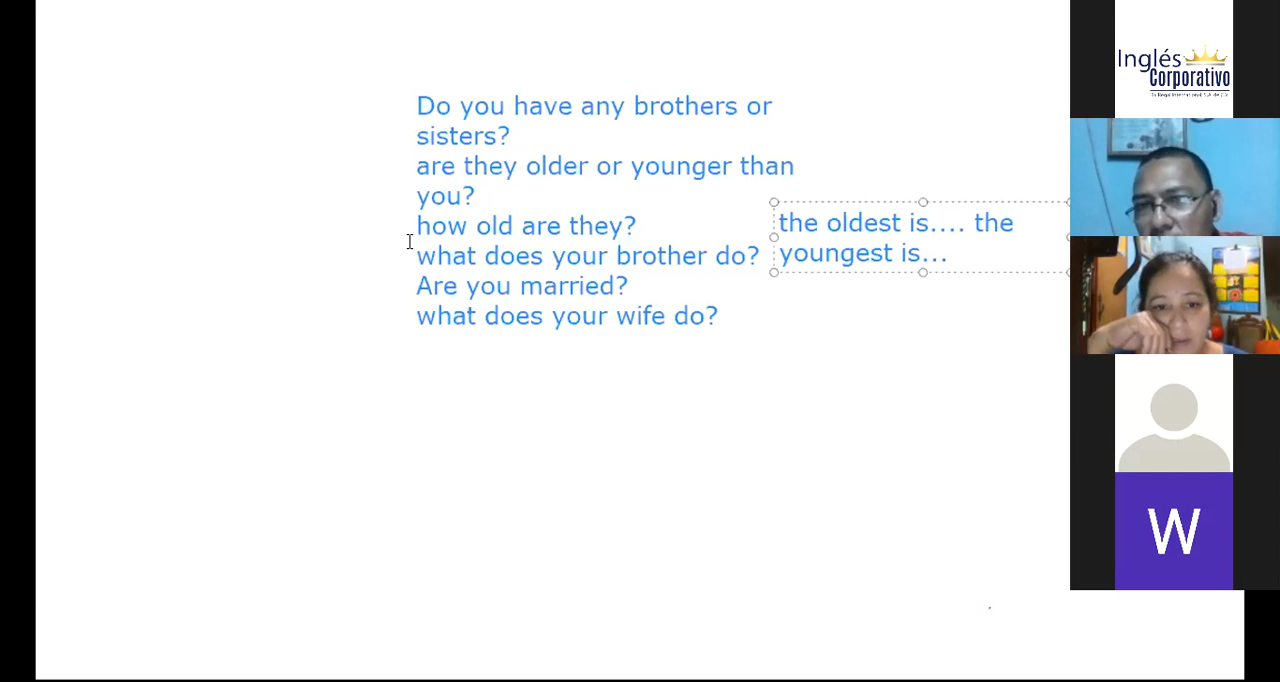 Do you have any brothers or
sisters?
are they older or younger than
you?
how old are they?
what does your brother do?
Are you married?
what does your wife do?
the oldest is.... the
youngest is...
Inglés
Corporativo
W